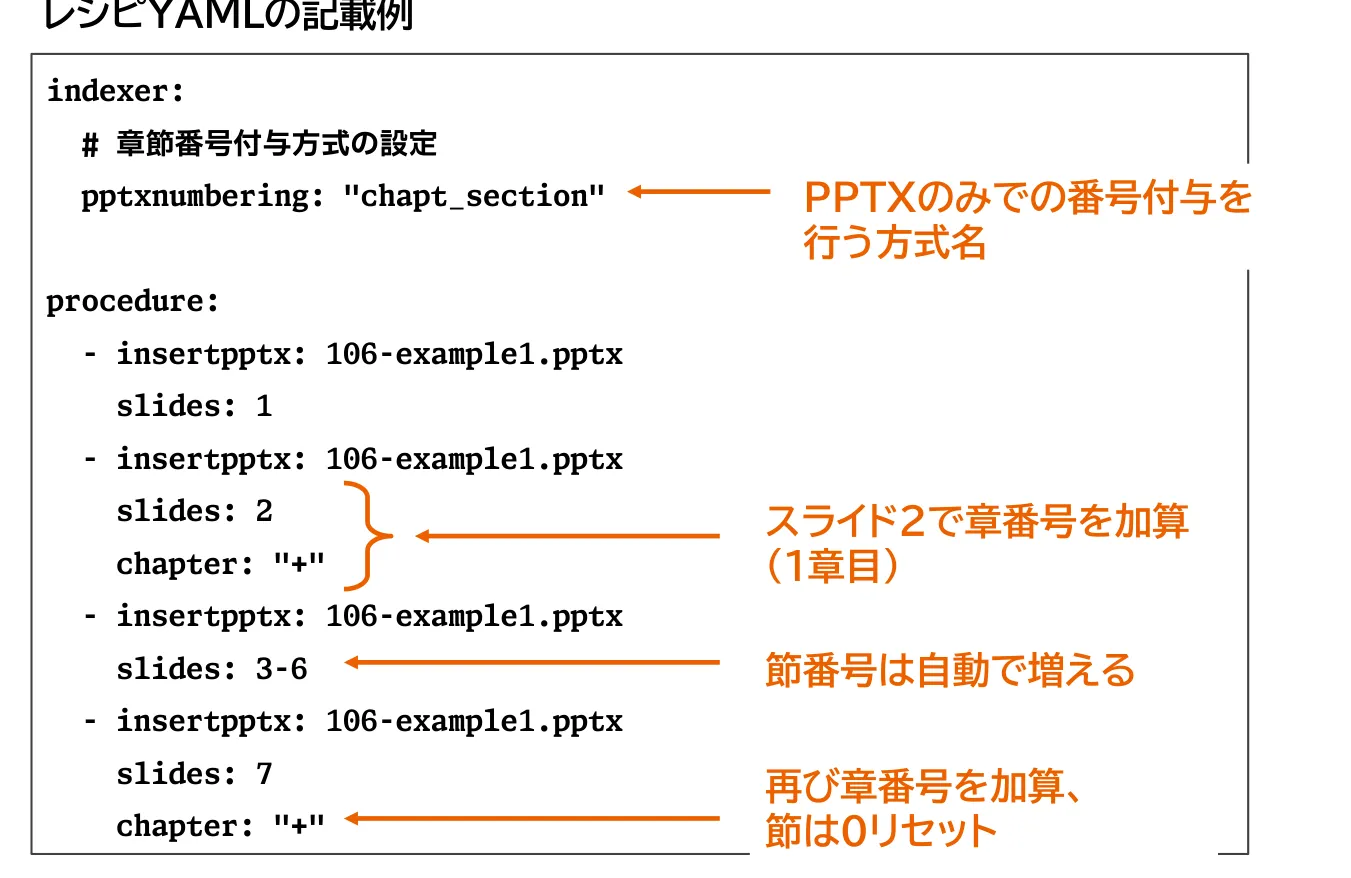 レシピYAMLの記載例
indexer:
# 章節番号付与方式の設定
pptxnumbering: "chapt_section"
PPTXのみでの番号付与を
行う方式名
procedure:
- insertpptx: 106-example1.pptx
slides: 1
- insertpptx: 106-example1.pptx
slides: 2
chapter: "+"
スライド2で章番号を加算
（1章目）
- insertpptx: 106-example1.pptx
slides: 3-6
節番号は自動で増える
- insertpptx: 106-example1.pptx
slides: 7
chapter: "+"
再び章番号を加算、
節は0リセット